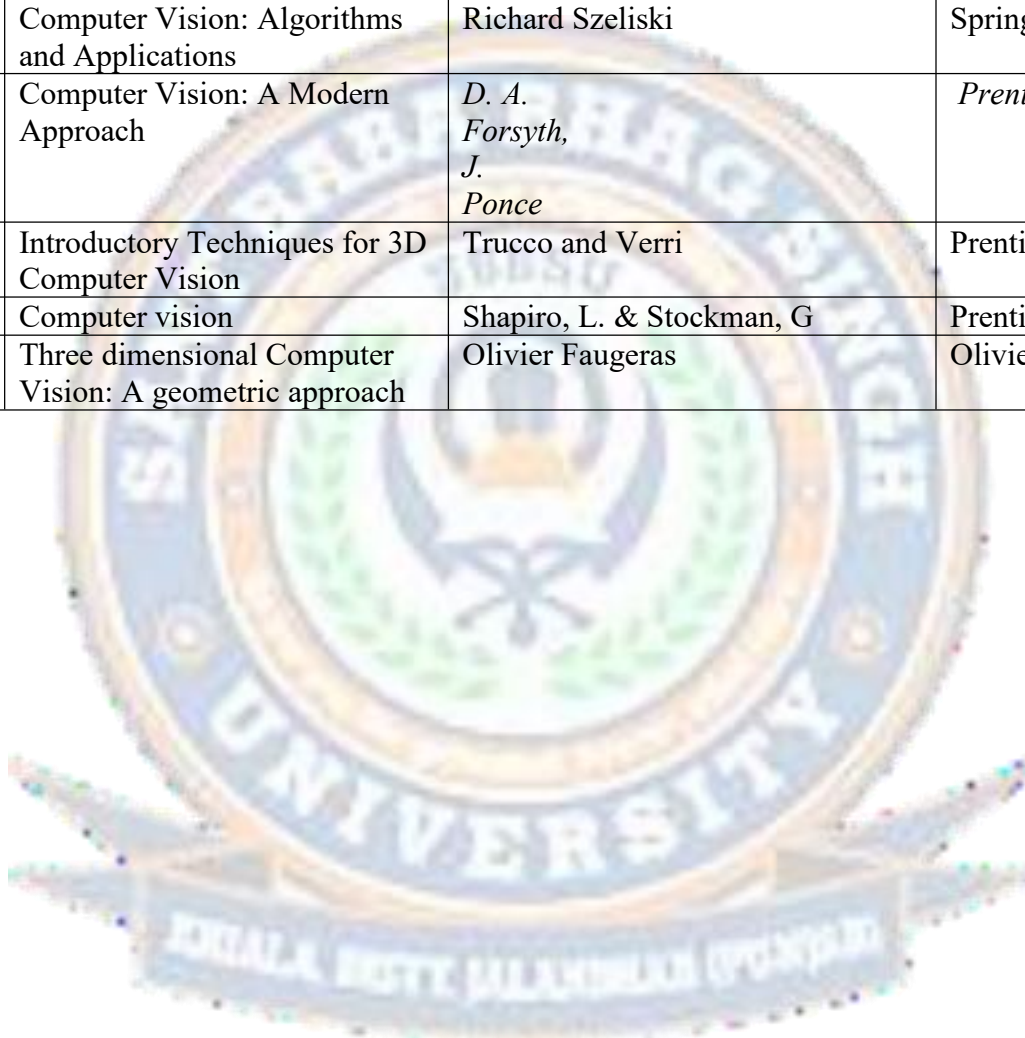 Computer Vision: Algorithms
and Applications
Richard Szeliski
Computer Vision: A Modern
Approach
D. A.
Forsyth,
J.
Ponce
Introductory Techniques for 3D
Computer Vision
Trucco and Verri
Computer vision
Shapiro, L. & Stockman, G
Three dimensional Computer
Vision: A geometric approach
Olivier Faugeras
SINGH
UNIVERSITY